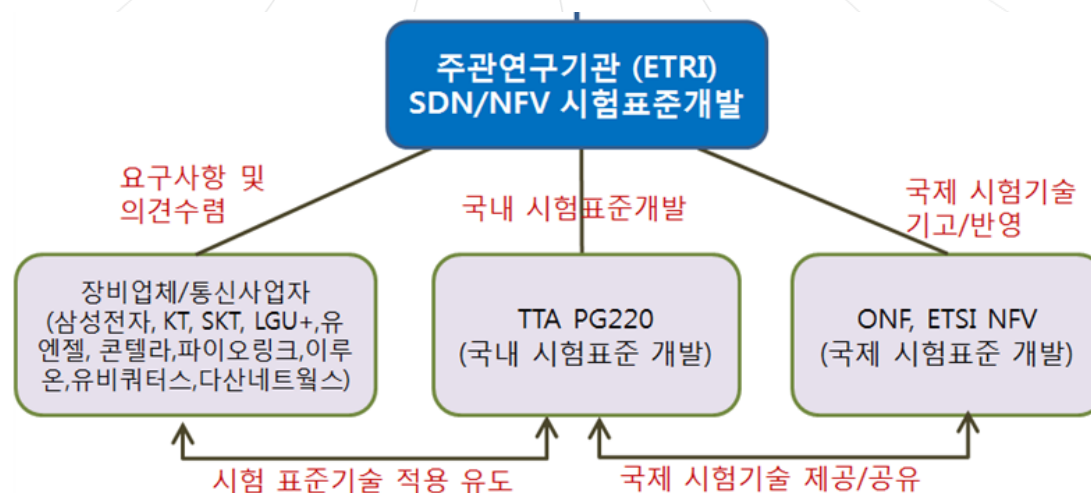 주관연구기관 (ETRI)
SDN/NFV 시험표준개발
요구사항 및
의견수렴
국내 시험표준개발
국제 시험기술
기고/반영
장비업체/통신사업자
(삼성전자, KT, SKT, LGU+,유
엔젤, 콘텔라,파이오링크,이루
온,유비쿼터스,다산네트웍스)
TTA PG220
(국내 시험표준 개발)
ONF, ETSI NFV
(국제 시험표준 개발)
시험 표준기술 적용 유도
국제 시험기술 제공/공유